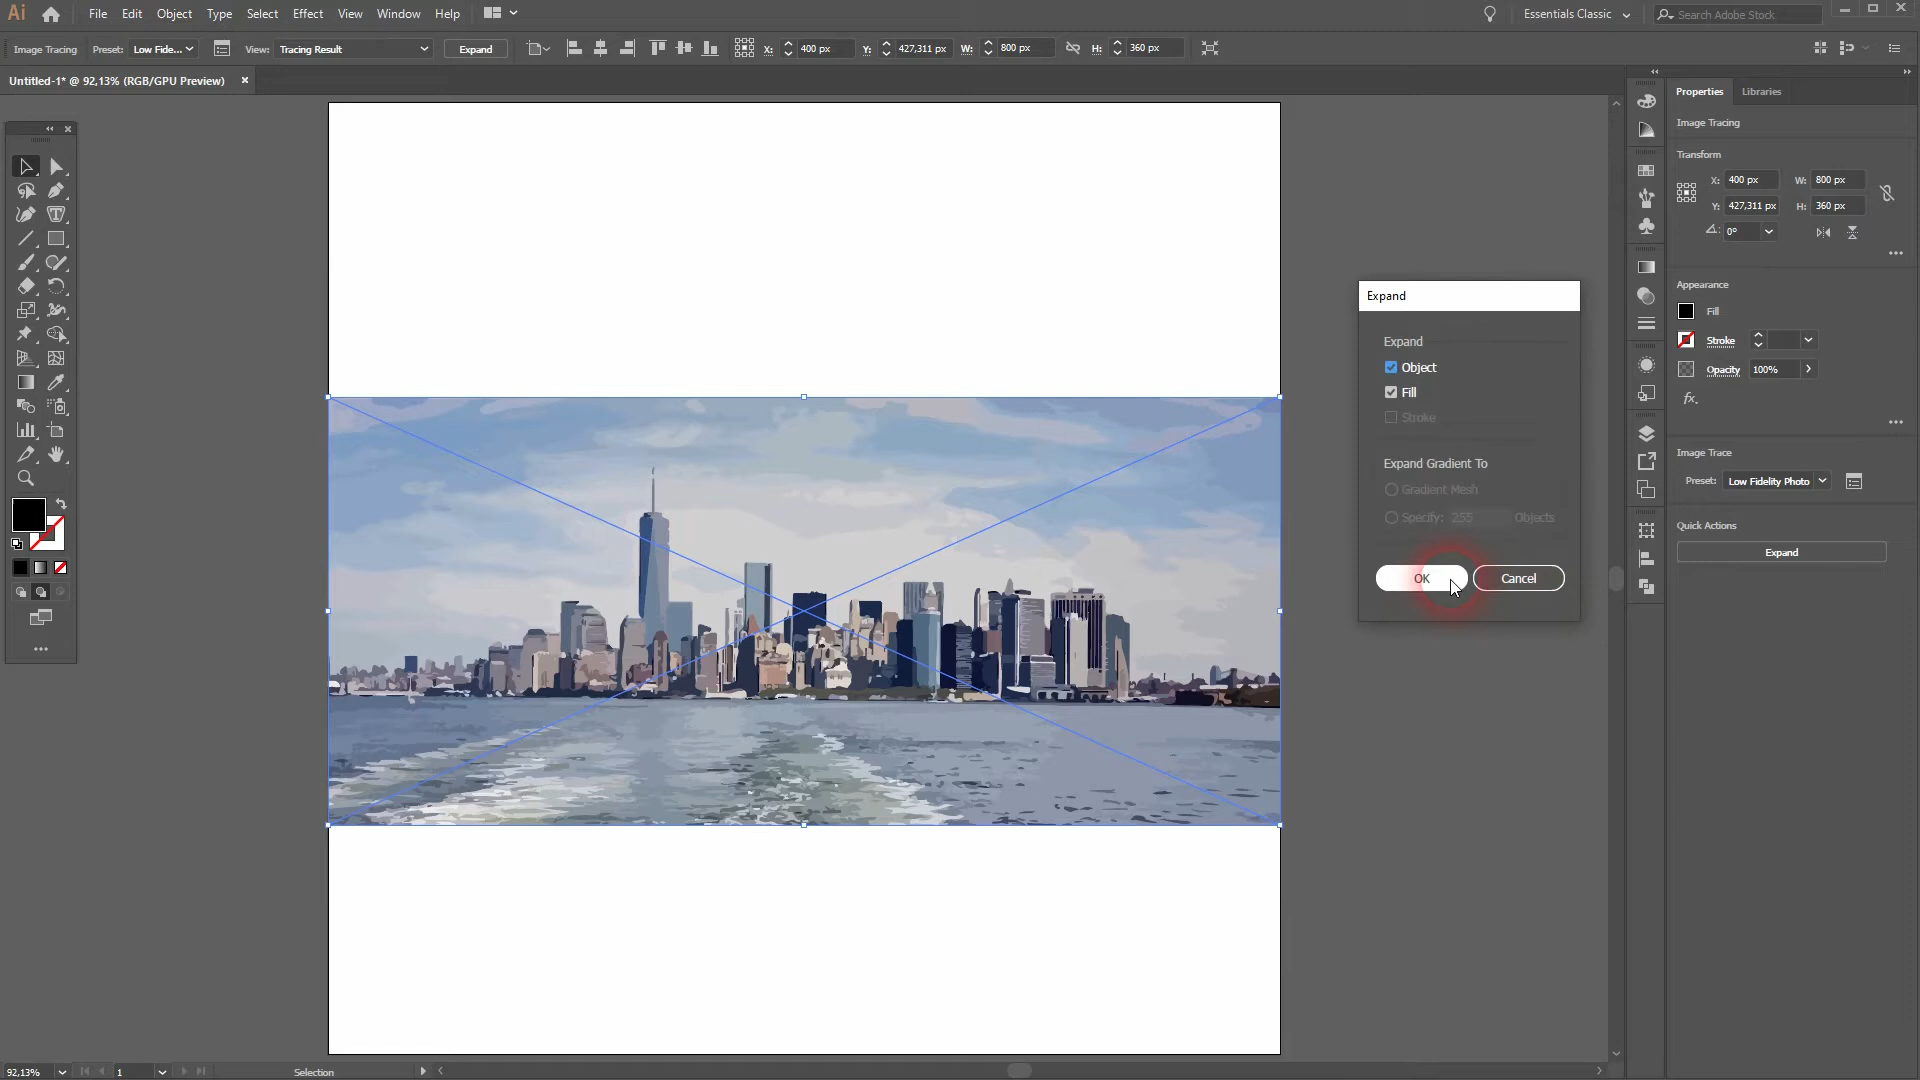 Ai File Edit Object Type Select Effect View Window Help Essentials Classic Search Adobe Stock
Image Tracing Preset: Low Fide... View: Tracing Result Expand X: 400 px Y: 427,311 px W: 800 px H: 360 px
Untitled-1* @ 92,13% (RGB/GPU Preview)
Properties Libraries
Image Tracing
Transform
X: 400 px W: 800 px
Y: 427,311 px H: 360 px
0°
Appearance
Fill
Stroke
Opacity 100%
fx.
Image Trace
Preset: Low Fidelity Photo
Quick Actions
Expand
Expand
Expand
Object
Fill
Stroke
Expand Gradient To
Gradient Mesh
Specify: 255 Objects
OK Cancel
92,13% 1 Selection